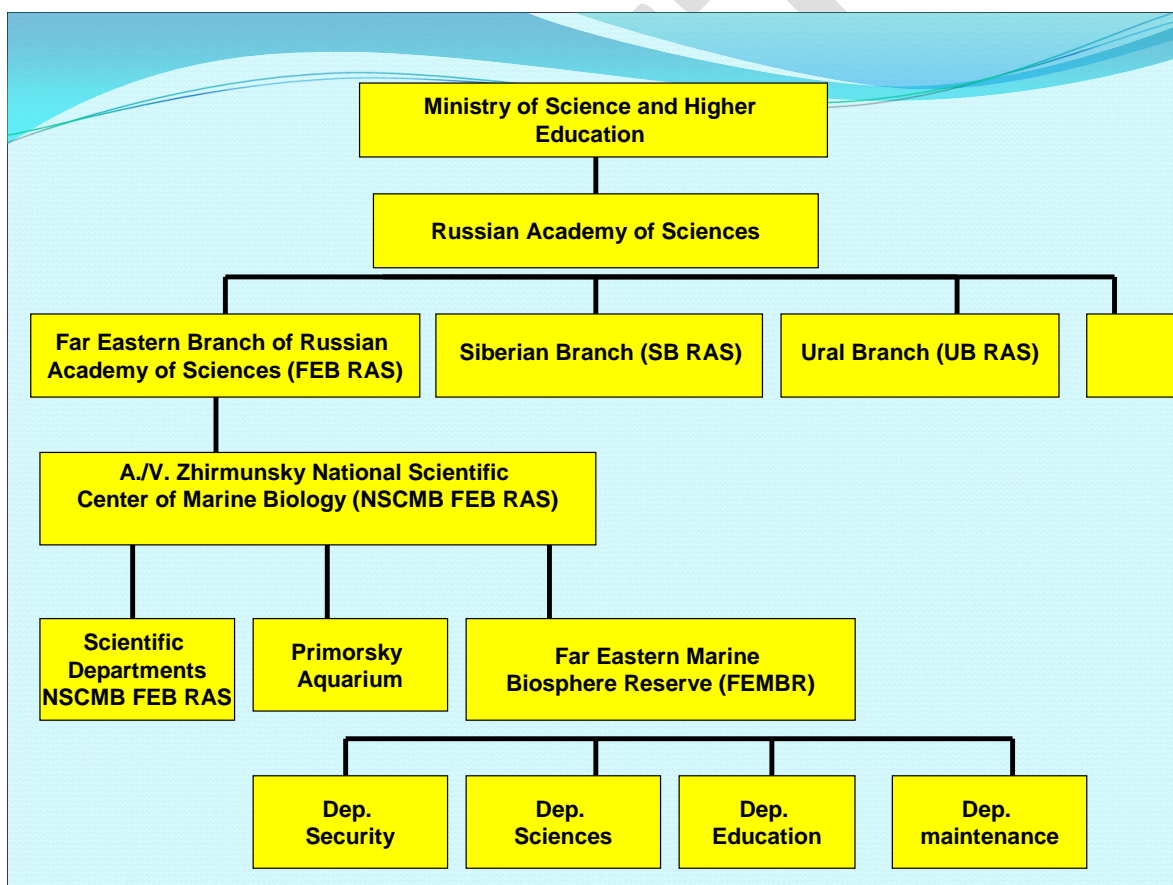 Ministry of Science and Higher
Education
Russian Academy of Sciences
Far Eastern Branch of Russian
Academy of Sciences (FEB RAS)
Siberian Branch (SB RAS)
Ural Branch (UB RAS)
A./V. Zhirmunsky National Scientific
Center of Marine Biology (NSCMB FEB RAS)
Scientific
Departments
NSCMB FEB RAS
Primorsky
Aquarium
Far Eastern Marine
Biosphere Reserve (FEMBR)
Dep.
Security
Dep.
Sciences
Dep.
Education
Dep.
maintenance